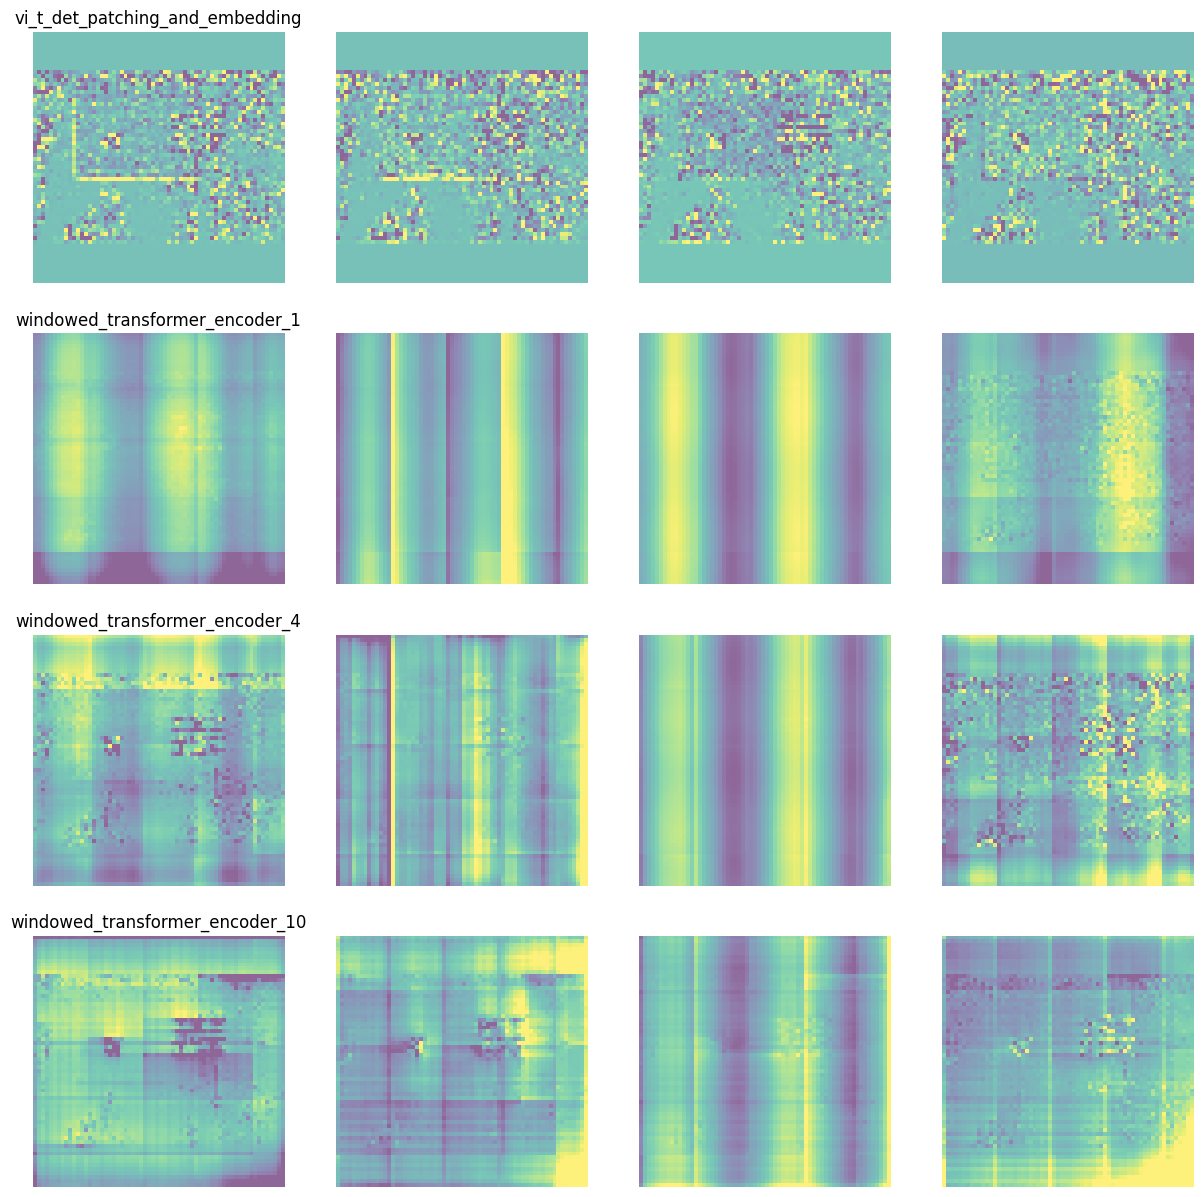 vi_t_det_patching_and_embedding
windowed_transformer_encoder_1
windowed_transformer_encoder_4
windowed_transformer_encoder_10